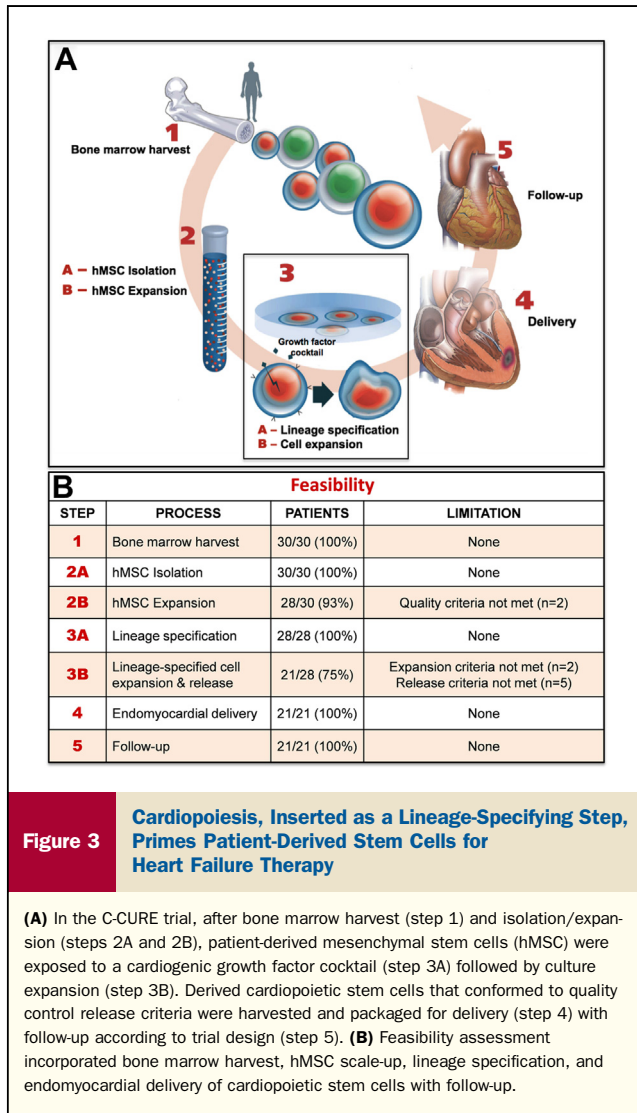 A
1
Bone marrow harvest
2
A – hMSC Isolation
B – hMSC Expansion
3
Growth factor
cocktail
A – Lineage specification
B – Cell expansion
4
Delivery
5
Follow-up
B
Feasibility
STEP PROCESS PATIENTS LIMITATION
1 Bone marrow harvest 30/30 (100%) None
2A hMSC Isolation 30/30 (100%) None
2B hMSC Expansion 28/30 (93%) Quality criteria not met (n=2)
3A Lineage specification 28/28 (100%) None
3B Lineage-specified cell expansion & release 21/28 (75%) Expansion criteria not met (n=2) Release criteria not met (n=5)
4 Endomyocardial delivery 21/21 (100%) None
5 Follow-up 21/21 (100%) None
Figure 3
Cardiopoiesis, Inserted as a Lineage-Specifying Step,
Primes Patient-Derived Stem Cells for
Heart Failure Therapy
(A) In the C-CURE trial, after bone marrow harvest (step 1) and isolation/expan-
sion (steps 2A and 2B), patient-derived mesenchymal stem cells (hMSC) were
exposed to a cardiogenic growth factor cocktail (step 3A) followed by culture
expansion (step 3B). Derived cardiopoietic stem cells that conformed to quality
control release criteria were harvested and packaged for delivery (step 4) with
follow-up according to trial design (step 5). (B) Feasibility assessment
incorporated bone marrow harvest, hMSC scale-up, lineage specification, and
endomyocardial delivery of cardiopoietic stem cells with follow-up.